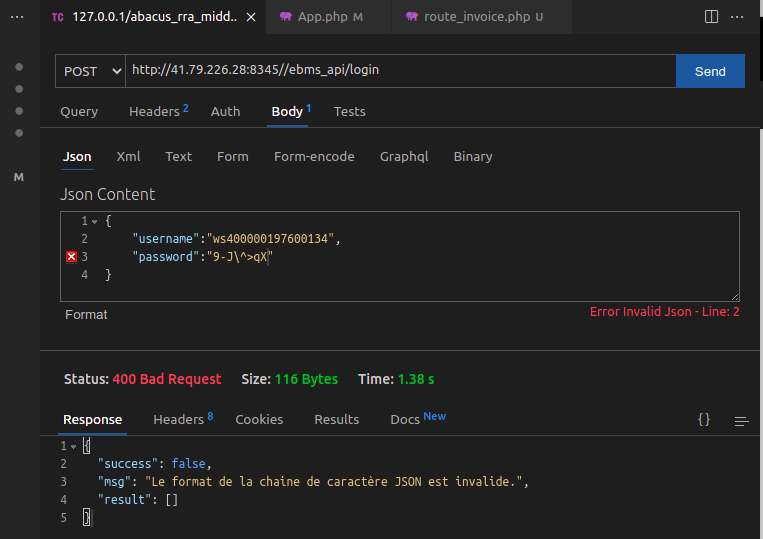 TC 127.0.0.1/abacus_rra_midd.. ×
App.php M
route_invoice.php U
M
POST
http://41.79.226.28:8345//ebms_api/login
Send
Query Headers 2 Auth Body 1 Tests
Json Xml Text Form Form-encode Graphql Binary
Json Content
1 {
2 "username":"ws400000197600134",
3 "password":"9-J\^>qX"
4 }
Format
Error Invalid Json - Line: 2
Status: 400 Bad Request Size: 116 Bytes Time: 1.38 s
Response Headers 8 Cookies Results Docs New
{ }
1 {
2 "success": false,
3 "msg": "Le format de la chaine de caractère JSON est invalide.",
4 "result": []
5 }